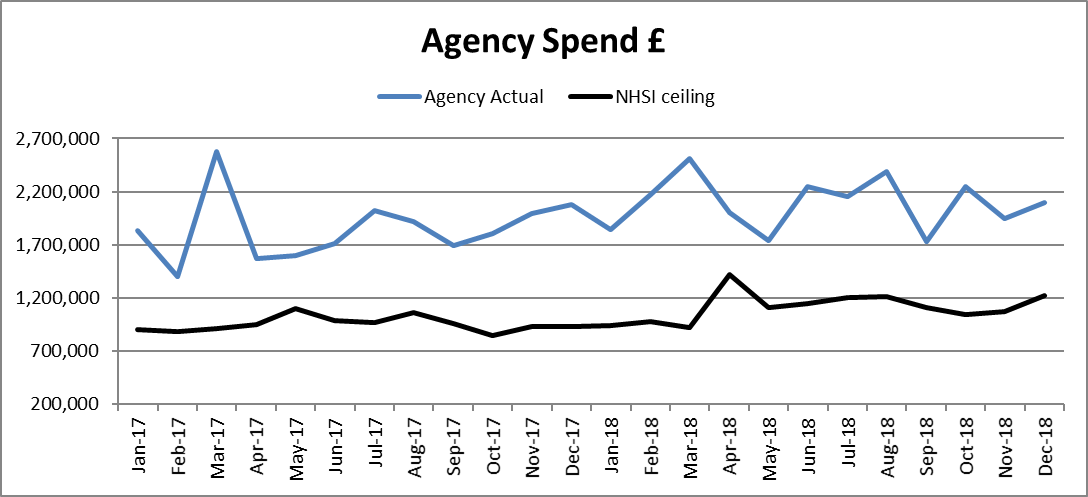 Agency Spend £
Agency Actual NHSI ceiling
2,700,000
2,200,000
1,700,000
1,200,000
700,000
200,000
Jan-17
Feb-17
Mar-17
Apr-17
May-17
Jun-17
Jul-17
Aug-17
Sep-17
Oct-17
Nov-17
Dec-17
Jan-18
Feb-18
Mar-18
Apr-18
May-18
Jun-18
Jul-18
Aug-18
Sep-18
Oct-18
Nov-18
Dec-18